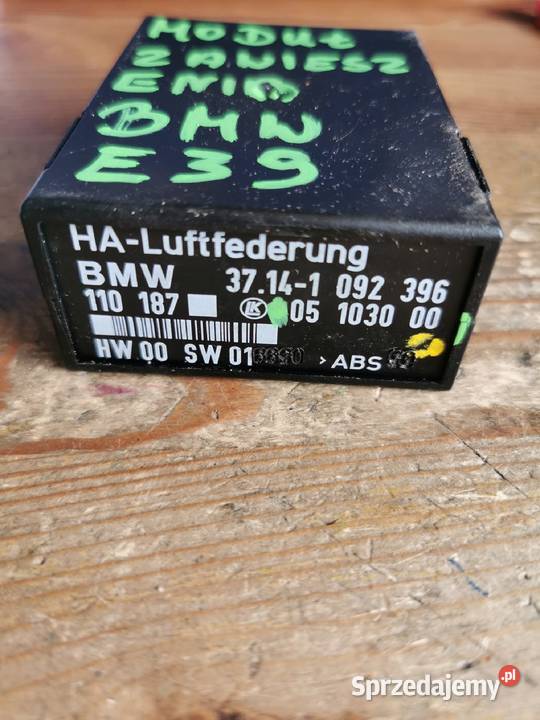 MODUŁ
ZAWIESZ
ENIA
BMW
E39
HA-Luftfederung
BMW 37.14-1 092 396
110 187 LK 05 1030 00
HW 00 SW 01 >ABS
Sprzedajemy.pl